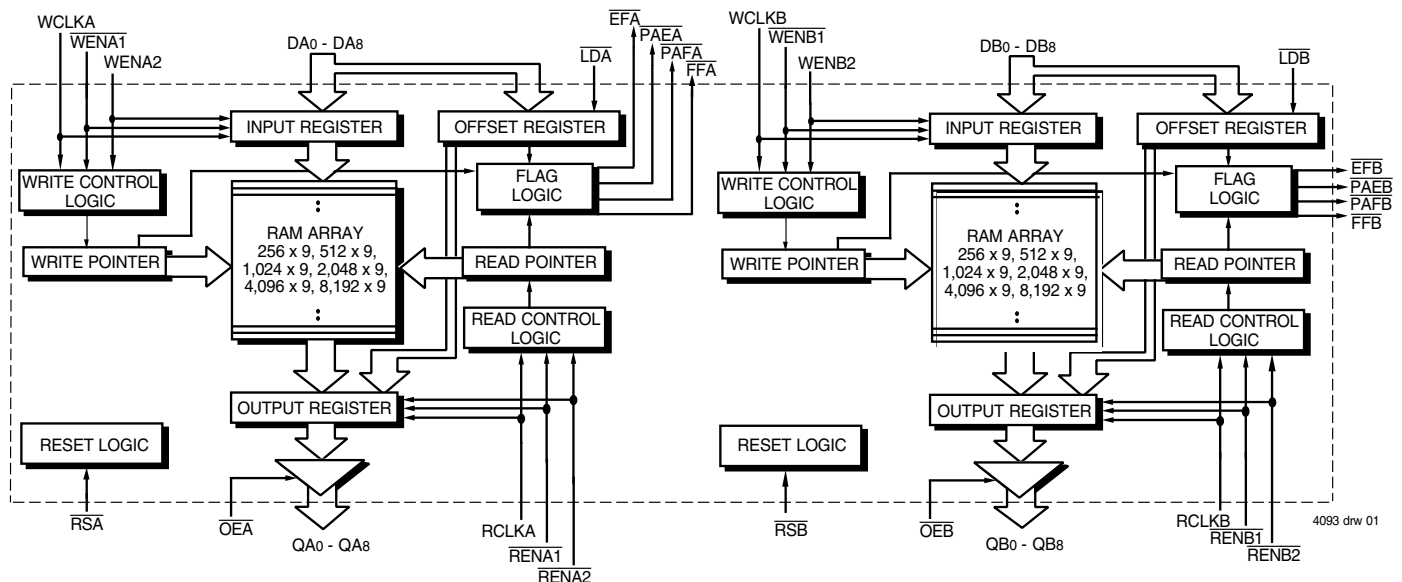 WCLKA
WENA1
WENA2
DA0 - DA8
LDA
EFA
PAEA
PAFA
FFA
INPUT REGISTER
OFFSET REGISTER
WRITE CONTROL
LOGIC
FLAG
LOGIC
WRITE POINTER
RAM ARRAY
256 x 9, 512 x 9,
1,024 x 9, 2,048 x 9,
4,096 x 9, 8,192 x 9
READ POINTER
READ CONTROL
LOGIC
OUTPUT REGISTER
RESET LOGIC
RSA
OEA
QA0 - QA8
RCLKA
RENA1
RENA2
WCLKB
WENB1
WENB2
DB0 - DB8
LDB
INPUT REGISTER
OFFSET REGISTER
WRITE CONTROL
LOGIC
FLAG
LOGIC
EFB
PAEB
PAFB
FFB
WRITE POINTER
RAM ARRAY
256 x 9, 512 x 9,
1,024 x 9, 2,048 x 9,
4,096 x 9, 8,192 x 9
READ POINTER
READ CONTROL
LOGIC
OUTPUT REGISTER
RESET LOGIC
RSB
OEB
QB0 - QB8
RCLKB
RENB1
RENB2
4093 drw 01